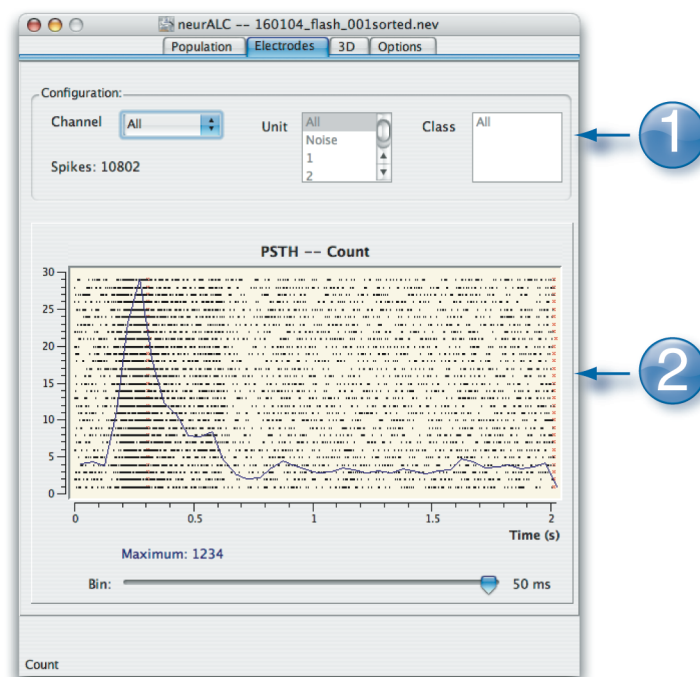 neurALC -- 160104_flash_001sorted.nev
Population Electrodes 3D Options
Configuration:
Channel All Unit All Noise 1 2 Class All
Spikes: 10802
1
PSTH -- Count
30
25
20
15
10
5
0
2
0 0.5 1 1.5 2
Time (s)
Maximum: 1234
Bin: 50 ms
Count